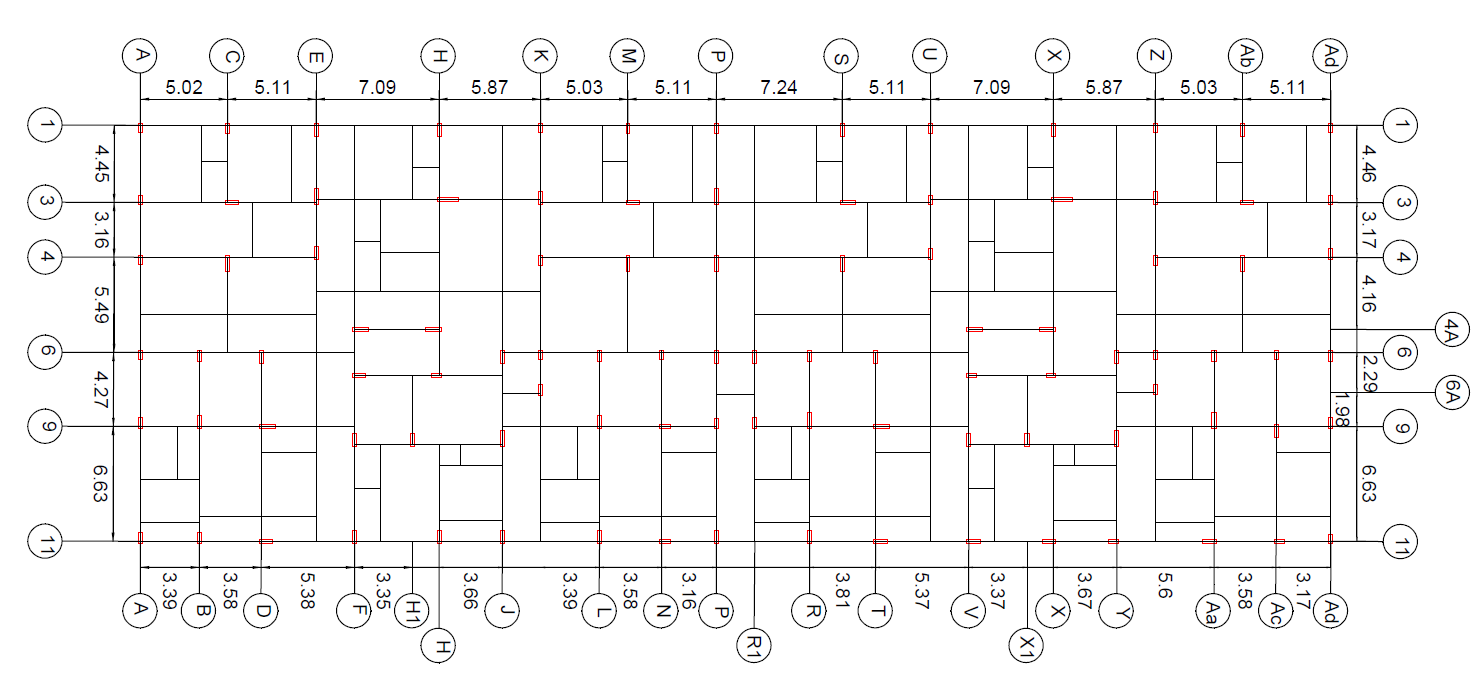 A C E H K M P S U X Z Ab Ad
5.02 5.11 7.09 5.87 5.03 5.11 7.24 5.11 7.09 5.87 5.03 5.11
1 1
4.45 4.46
3 3
3.16 3.17
4 4
5.49 4.16
4A
6 6
2.29
6A
4.27 1.98
9 9
6.63 6.63
11 11
3.39 3.58 5.38 3.35 3.66 3.39 3.58 3.16 3.81 5.37 3.37 3.67 5.6 3.58 3.17
A B D F H1 J L N P R T V X Y Aa Ac Ad
H R1 X1